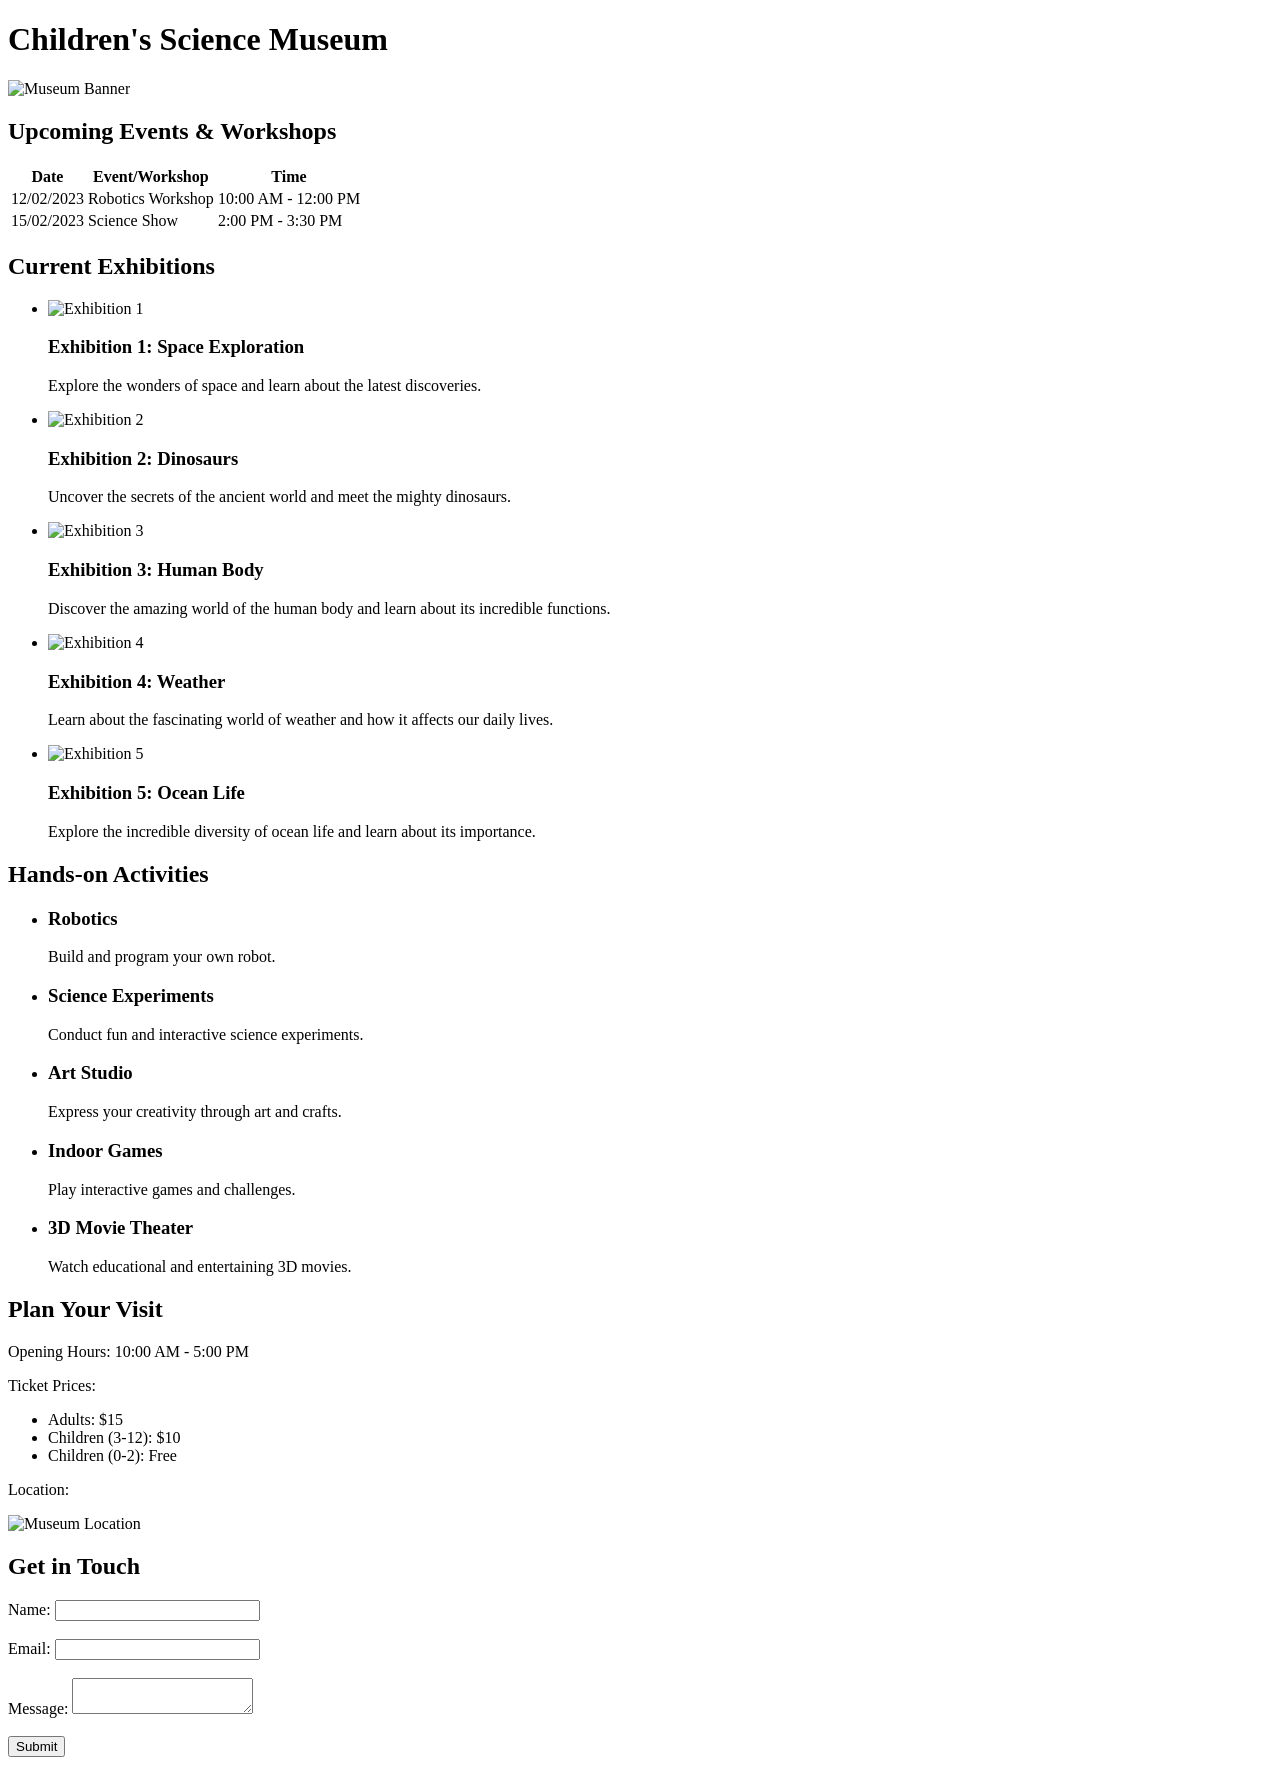 Children's Science Museum
Museum Banner
Upcoming Events & Workshops
Date Event/Workshop Time
12/02/2023 Robotics Workshop 10:00 AM - 12:00 PM
15/02/2023 Science Show 2:00 PM - 3:30 PM
Current Exhibitions
Exhibition 1
Exhibition 1: Space Exploration
Explore the wonders of space and learn about the latest discoveries.
Exhibition 2
Exhibition 2: Dinosaurs
Uncover the secrets of the ancient world and meet the mighty dinosaurs.
Exhibition 3
Exhibition 3: Human Body
Discover the amazing world of the human body and learn about its incredible functions.
Exhibition 4
Exhibition 4: Weather
Learn about the fascinating world of weather and how it affects our daily lives.
Exhibition 5
Exhibition 5: Ocean Life
Explore the incredible diversity of ocean life and learn about its importance.
Hands-on Activities
Robotics
Build and program your own robot.
Science Experiments
Conduct fun and interactive science experiments.
Art Studio
Express your creativity through art and crafts.
Indoor Games
Play interactive games and challenges.
3D Movie Theater
Watch educational and entertaining 3D movies.
Plan Your Visit
Opening Hours: 10:00 AM - 5:00 PM
Ticket Prices:
Adults: $15
Children (3-12): $10
Children (0-2): Free
Location:
Museum Location
Get in Touch
Name:
Email:
Message:
Submit